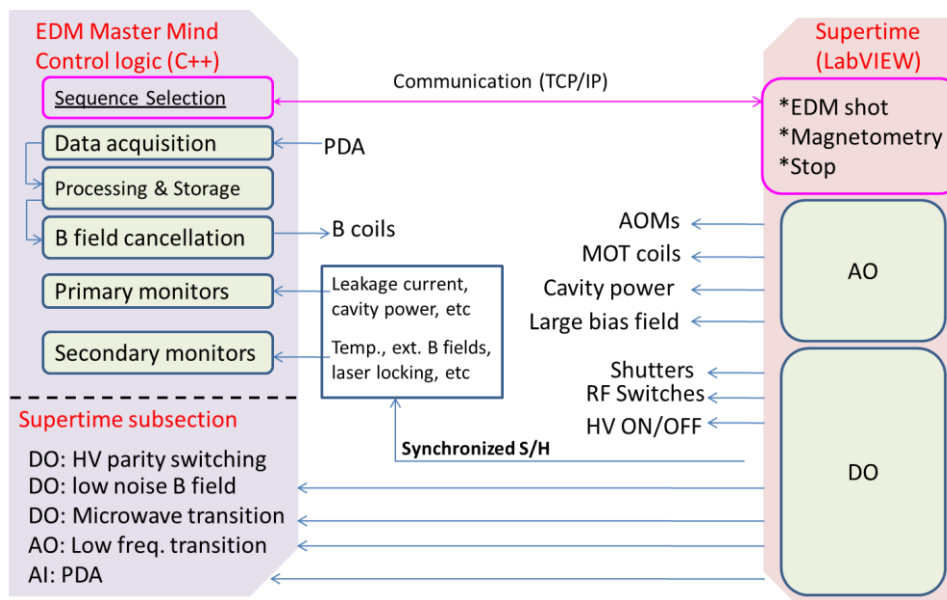 EDM Master Mind
Control logic (C++)
Sequence Selection
Data acquisition
Processing & Storage
B field cancellation
Primary monitors
Secondary monitors
Supertime subsection
DO: HV parity switching
DO: low noise B field
DO: Microwave transition
AO: Low freq. transition
AI: PDA
Communication (TCP/IP)
PDA
B coils
Leakage current,
cavity power, etc
Temp., ext. B fields,
laser locking, etc
Synchronized S/H
AOMs
MOT coils
Cavity power
Large bias field
Shutters
RF Switches
HV ON/OFF
Supertime
(LabVIEW)
*EDM shot
*Magnetometry
*Stop
AO
DO